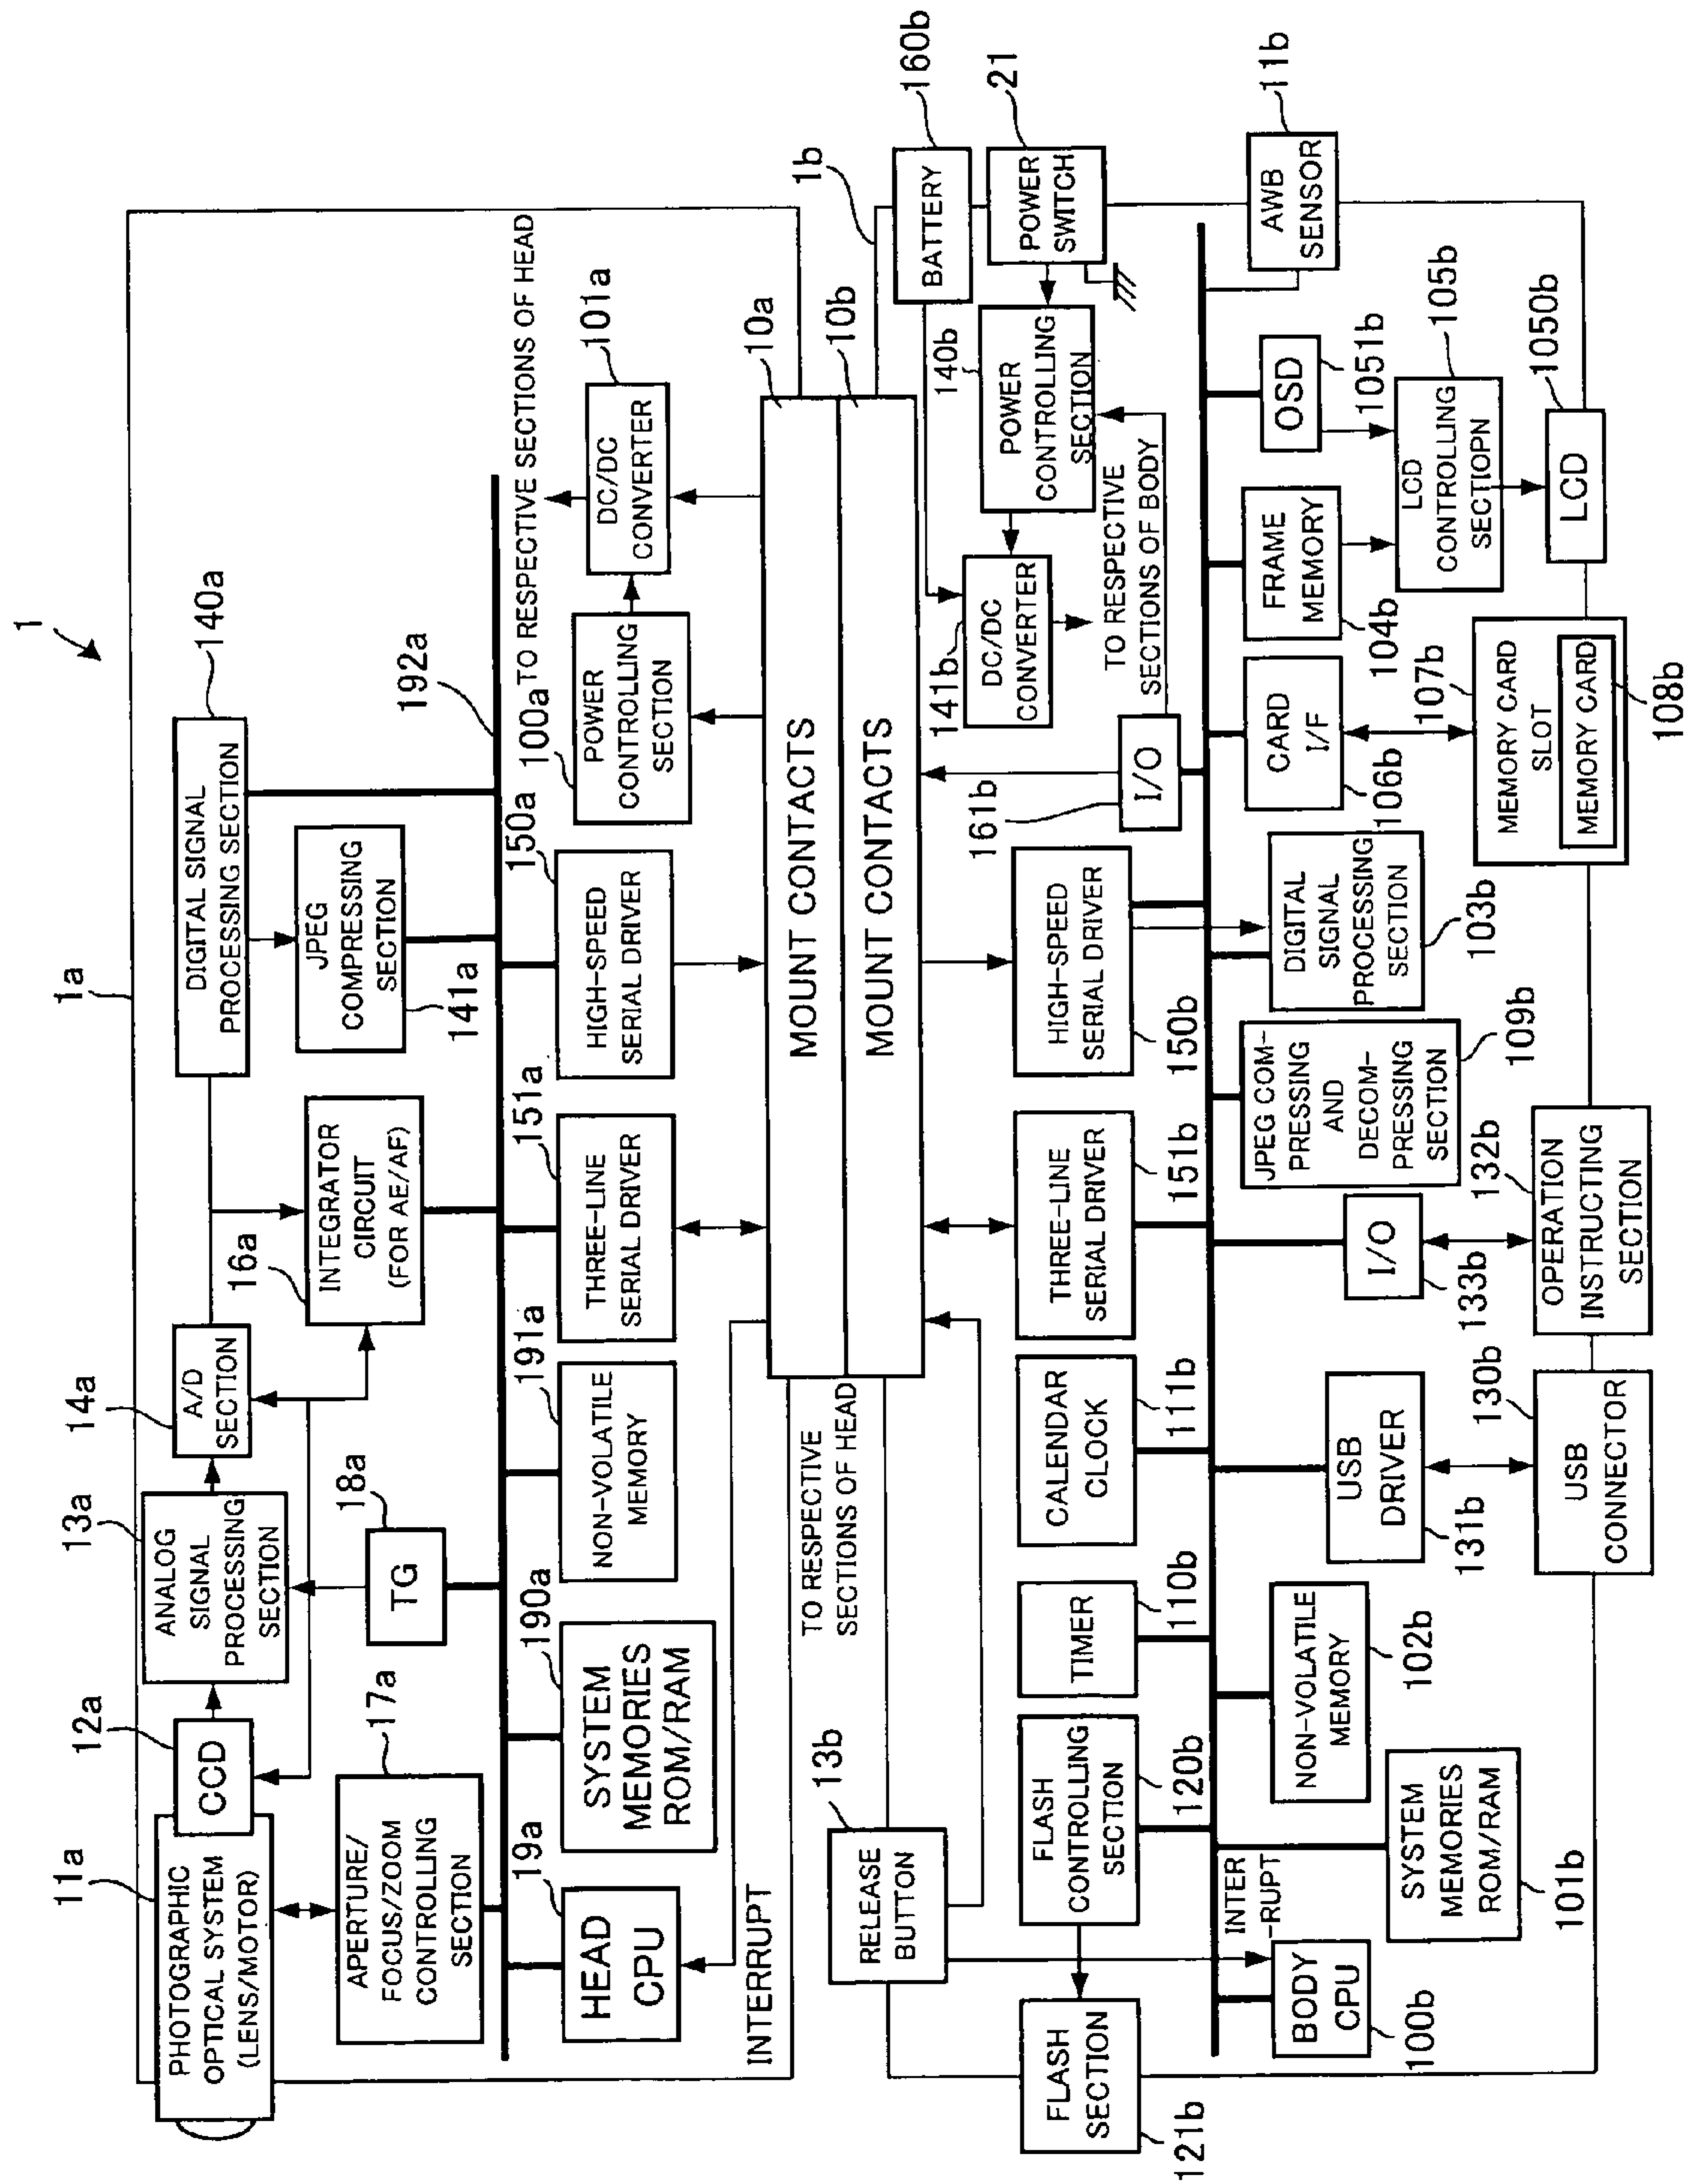 1
1a
11a
PHOTOGRAPHIC
OPTICAL SYSTEM
(LENS/MOTOR)
12a
CCD
13a
ANALOG
SIGNAL
PROCESSING
SECTION
14a
A/D
SECTION
140a
DIGITAL SIGNAL
PROCESSING SECTION
17a
APERTURE/
FOCUS/ZOOM
CONTROLLING
SECTION
18a
TG
16a
INTEGRATOR
CIRCUIT
(FOR AE/AF)
JPEG
COMPRESSING
SECTION
141a
192a
19a
HEAD
CPU
190a
SYSTEM
MEMORIES
ROM/RAM
191a
NON-VOLATILE
MEMORY
151a
THREE-LINE
SERIAL DRIVER
150a
HIGH-SPEED
SERIAL DRIVER
100a
POWER
CONTROLLING
SECTION
TO RESPECTIVE SECTIONS OF HEAD
101a
DC/DC
CONVERTER
INTERRUPT
10a
MOUNT CONTACTS
10b
MOUNT CONTACTS
TO RESPECTIVE
SECTIONS OF HEAD
1b
13b
RELEASE
BUTTON
160b
BATTERY
21
POWER
SWITCH
140b
POWER
CONTROLLING
SECTION
141b
DC/DC
CONVERTER
TO RESPECTIVE
SECTIONS OF BODY
161b
I/O
FLASH
SECTION
121b
FLASH
CONTROLLING
SECTION
120b
TIMER
110b
CALENDAR
CLOCK
111b
THREE-LINE
SERIAL DRIVER
151b
HIGH-SPEED
SERIAL DRIVER
150b
INTER
-RUPT
BODY
CPU
100b
SYSTEM
MEMORIES
ROM/RAM
101b
NON-VOLATILE
MEMORY
102b
USB
DRIVER
131b
USB
CONNECTOR
130b
I/O
133b
OPERATION
INSTRUCTING
SECTION
132b
JPEG COM-
PRESSING
AND
DECOM-
PRESSING
SECTION
109b
DIGITAL
SIGNAL
PROCESSING
SECTION
103b
CARD
I/F
106b
MEMORY CARD
SLOT
107b
MEMORY CARD
108b
FRAME
MEMORY
104b
OSD
1051b
LCD
CONTROLLING
SECTIOPN
105b
LCD
1050b
AWB
SENSOR
11b